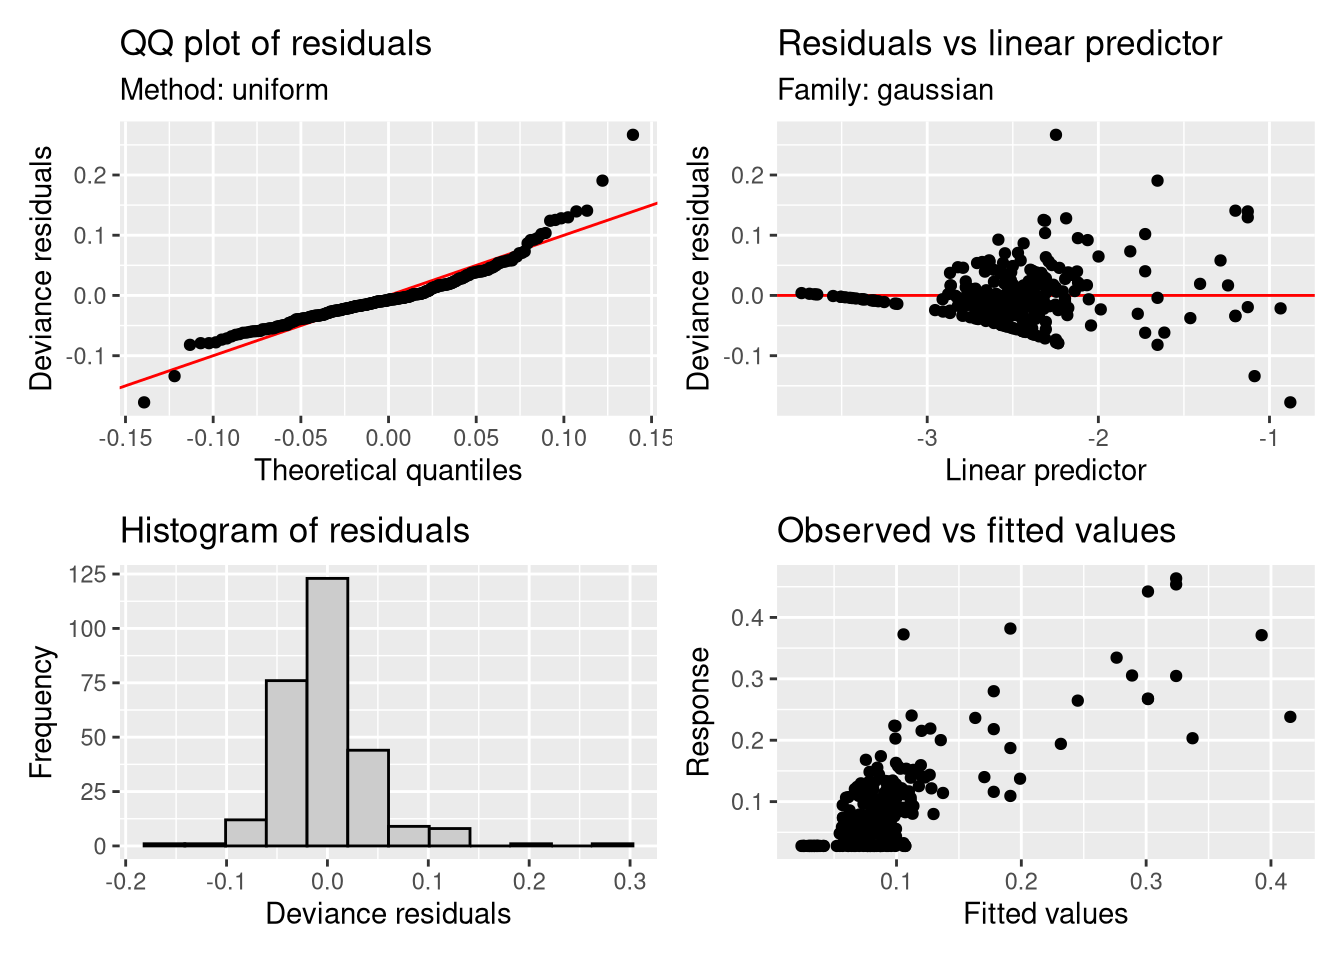 QQ plot of residuals
Method: uniform
Deviance residuals
0.2
0.1
0.0
-0.1
-0.15 -0.10 -0.05 0.00 0.05 0.10 0.15
Theoretical quantiles
Residuals vs linear predictor
Family: gaussian
Deviance residuals
0.2
0.1
0.0
-0.1
-3 -2 -1
Linear predictor
Histogram of residuals
Frequency
125
100
75
50
25
0
-0.2 -0.1 0.0 0.1 0.2 0.3
Deviance residuals
Observed vs fitted values
Response
0.4
0.3
0.2
0.1
0.1 0.2 0.3 0.4
Fitted values